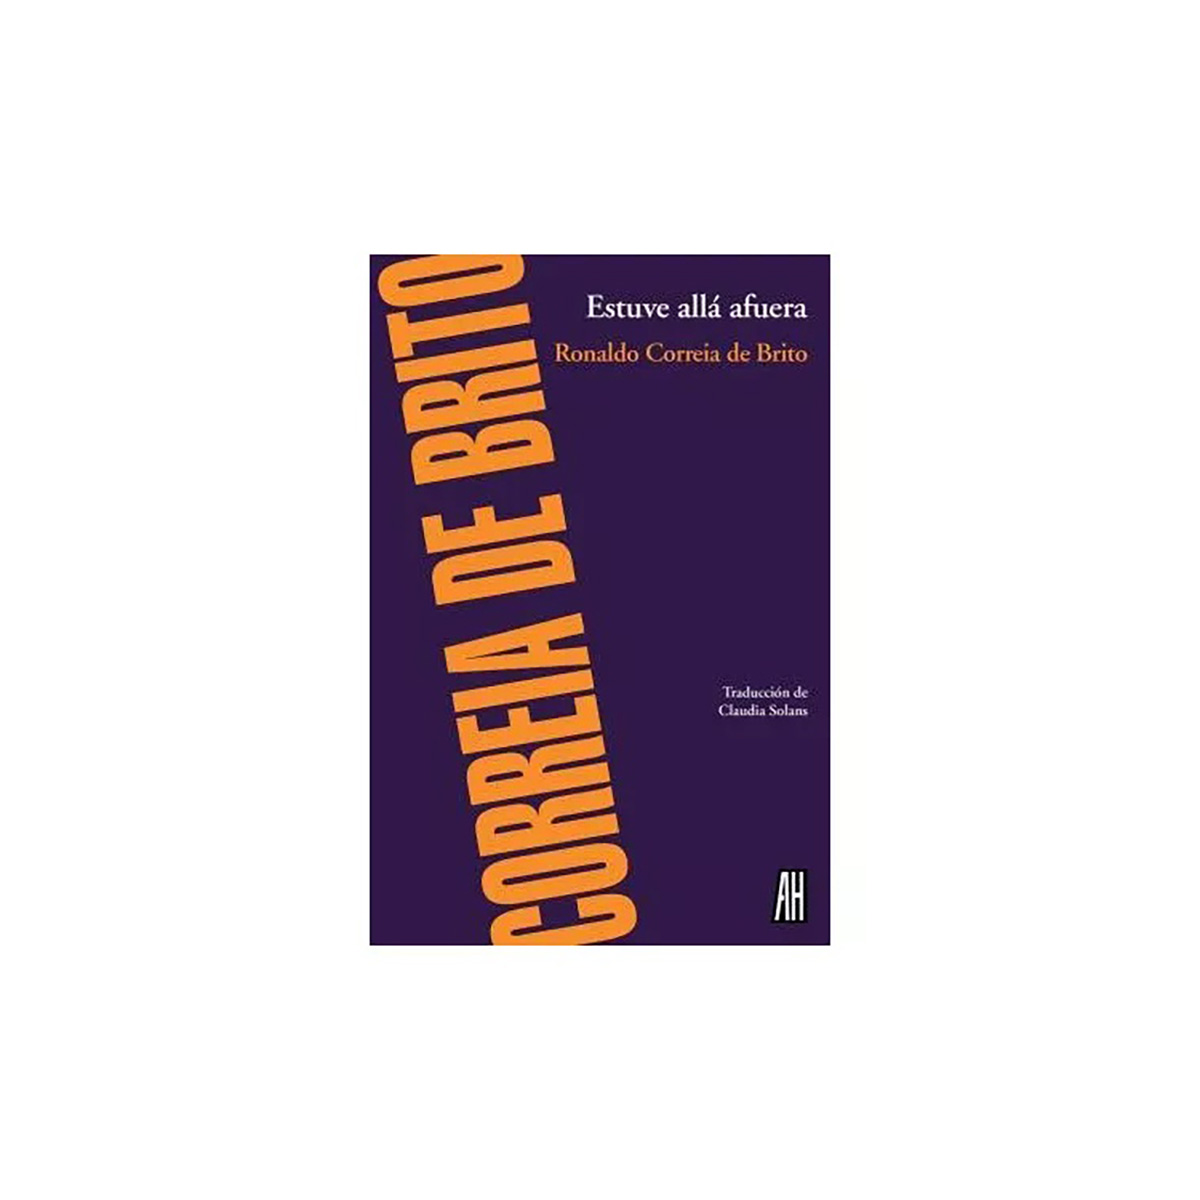 Estuve allá afuera
Ronaldo Correia de Brito
CORREIA DE BRITO
Traducción de
Claudia Solans
AH